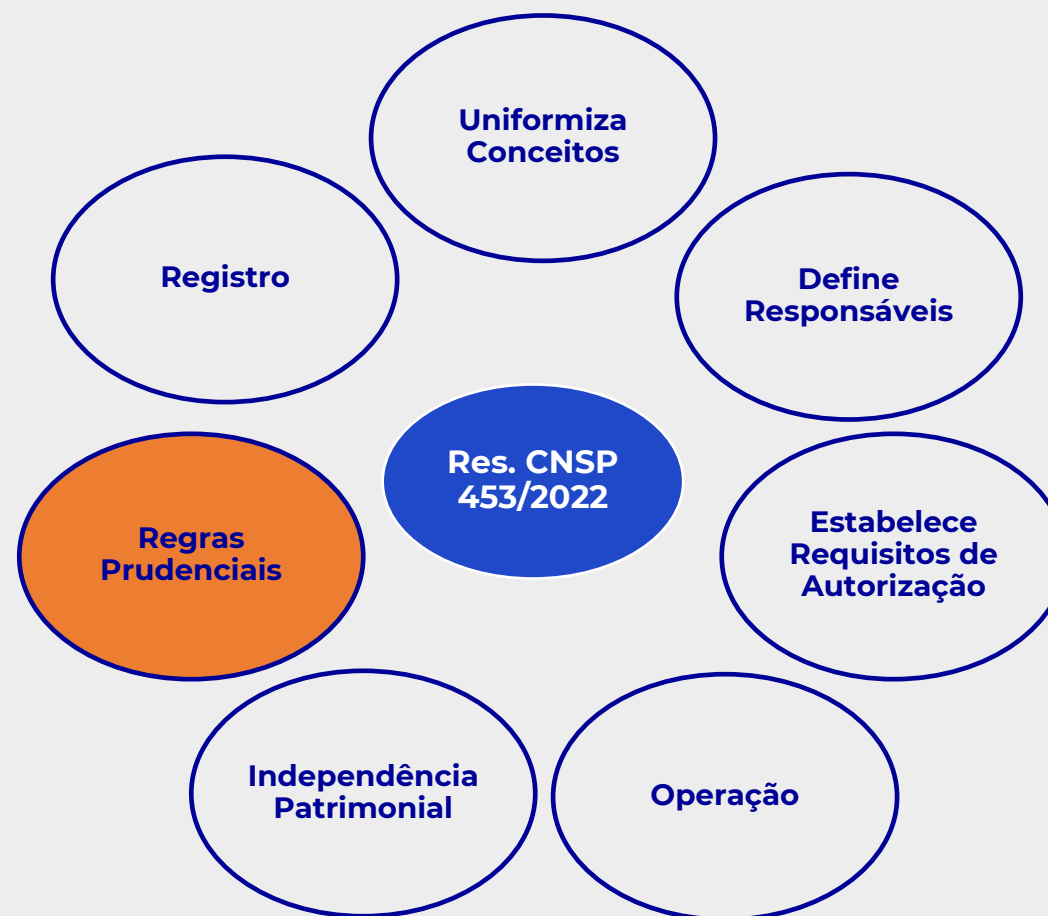 Uniformiza
Conceitos
Registro
Define
Responsáveis
Res. CNSP
453/2022
Regras
Prudenciais
Estabelece
Requisitos de
Autorização
Independência
Patrimonial
Operação